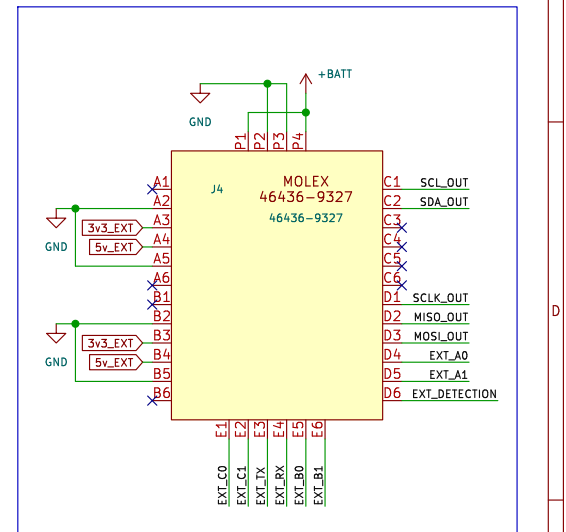 +BATT
GND
P1 P2 P3 P4
J4
MOLEX
46436-9327
46436-9327
A1
A2
A3 3v3_EXT
A4 5v_EXT
A5
A6
GND
B1
B2
B3 3v3_EXT
B4 5v_EXT
B5
B6
GND
C1 SCL_OUT
C2 SDA_OUT
C3
C4
C5
C6
D1 SCLK_OUT
D2 MISO_OUT
D3 MOSI_OUT
D4 EXT_A0
D5 EXT_A1
D6 EXT_DETECTION
E1 E2 E3 E4 E5 E6
EXT_C0
EXT_C1
EXT_TX
EXT_RX
EXT_B0
EXT_B1
D